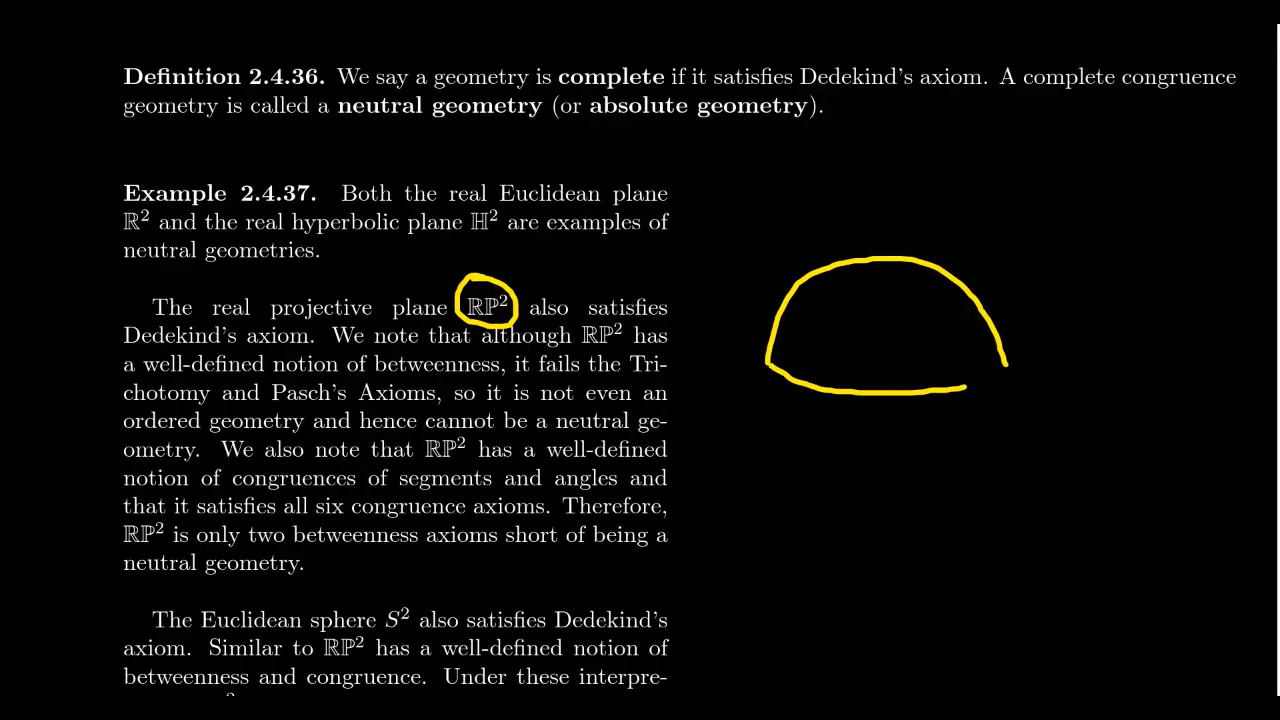 Definition 2.4.36. We say a geometry is complete if it satisfies Dedekind's axiom. A complete congruence
geometry is called a neutral geometry (or absolute geometry).
Example 2.4.37. Both the real Euclidean plane
ℝ² and the real hyperbolic plane ℍ² are examples of
neutral geometries.
The real projective plane ℝℙ² also satisfies
Dedekind's axiom. We note that although ℝℙ² has
a well-defined notion of betweenness, it fails the Tri-
chotomy and Pasch's Axioms, so it is not even an
ordered geometry and hence cannot be a neutral ge-
ometry. We also note that ℝℙ² has a well-defined
notion of congruences of segments and angles and
that it satisfies all six congruence axioms. Therefore,
ℝℙ² is only two betweenness axioms short of being a
neutral geometry.
The Euclidean sphere S² also satisfies Dedekind's
axiom. Similar to ℝℙ² has a well-defined notion of
betweenness and congruence. Under these interpre-